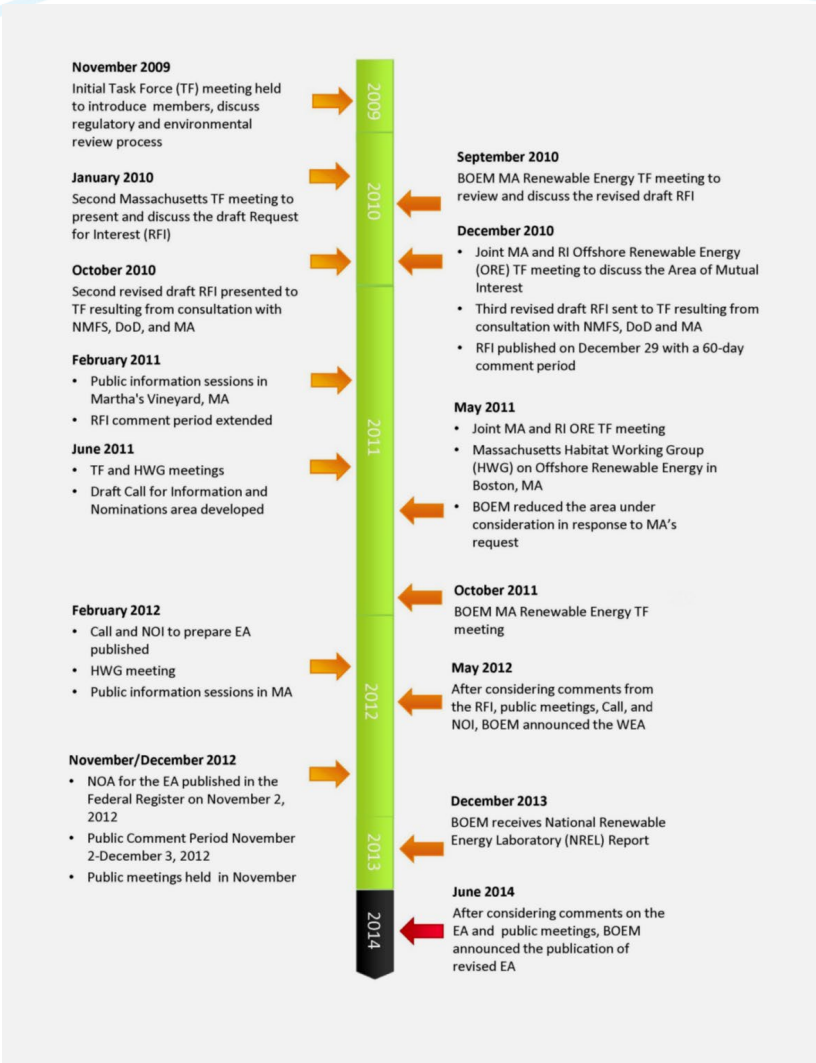 November 2009
Initial Task Force (TF) meeting held
to introduce members, discuss
regulatory and environmental
review process
January 2010
Second Massachusetts TF meeting to
present and discuss the draft Request
for Interest (RFI)
October 2010
Second revised draft RFI presented to
TF resulting from consultation with
NMFS, DoD, and MA
February 2011
• Public information sessions in
Martha's Vineyard, MA
• RFI comment period extended
June 2011
• TF and HWG meetings
• Draft Call for Information and
Nominations area developed
February 2012
• Call and NOI to prepare EA
published
• HWG meeting
• Public information sessions in MA
November/December 2012
• NOA for the EA published in the
Federal Register on November 2,
2012
• Public Comment Period November
2-December 3, 2012
• Public meetings held in November
2009
2010
2011
2012
2013
2014
September 2010
BOEM MA Renewable Energy TF meeting to
review and discuss the revised draft RFI
December 2010
• Joint MA and RI Offshore Renewable Energy
(ORE) TF meeting to discuss the Area of Mutual
Interest
• Third revised draft RFI sent to TF resulting from
consultation with NMFS, DoD and MA
• RFI published on December 29 with a 60-day
comment period
May 2011
• Joint MA and RI ORE TF meeting
• Massachusetts Habitat Working Group
(HWG) on Offshore Renewable Energy in
Boston, MA
• BOEM reduced the area under
consideration in response to MA's
request
October 2011
BOEM MA Renewable Energy TF
meeting
May 2012
After considering comments from
the RFI, public meetings, Call, and
NOI, BOEM announced the WEA
December 2013
BOEM receives National Renewable
Energy Laboratory (NREL) Report
June 2014
After considering comments on the
EA and public meetings, BOEM
announced the publication of
revised EA